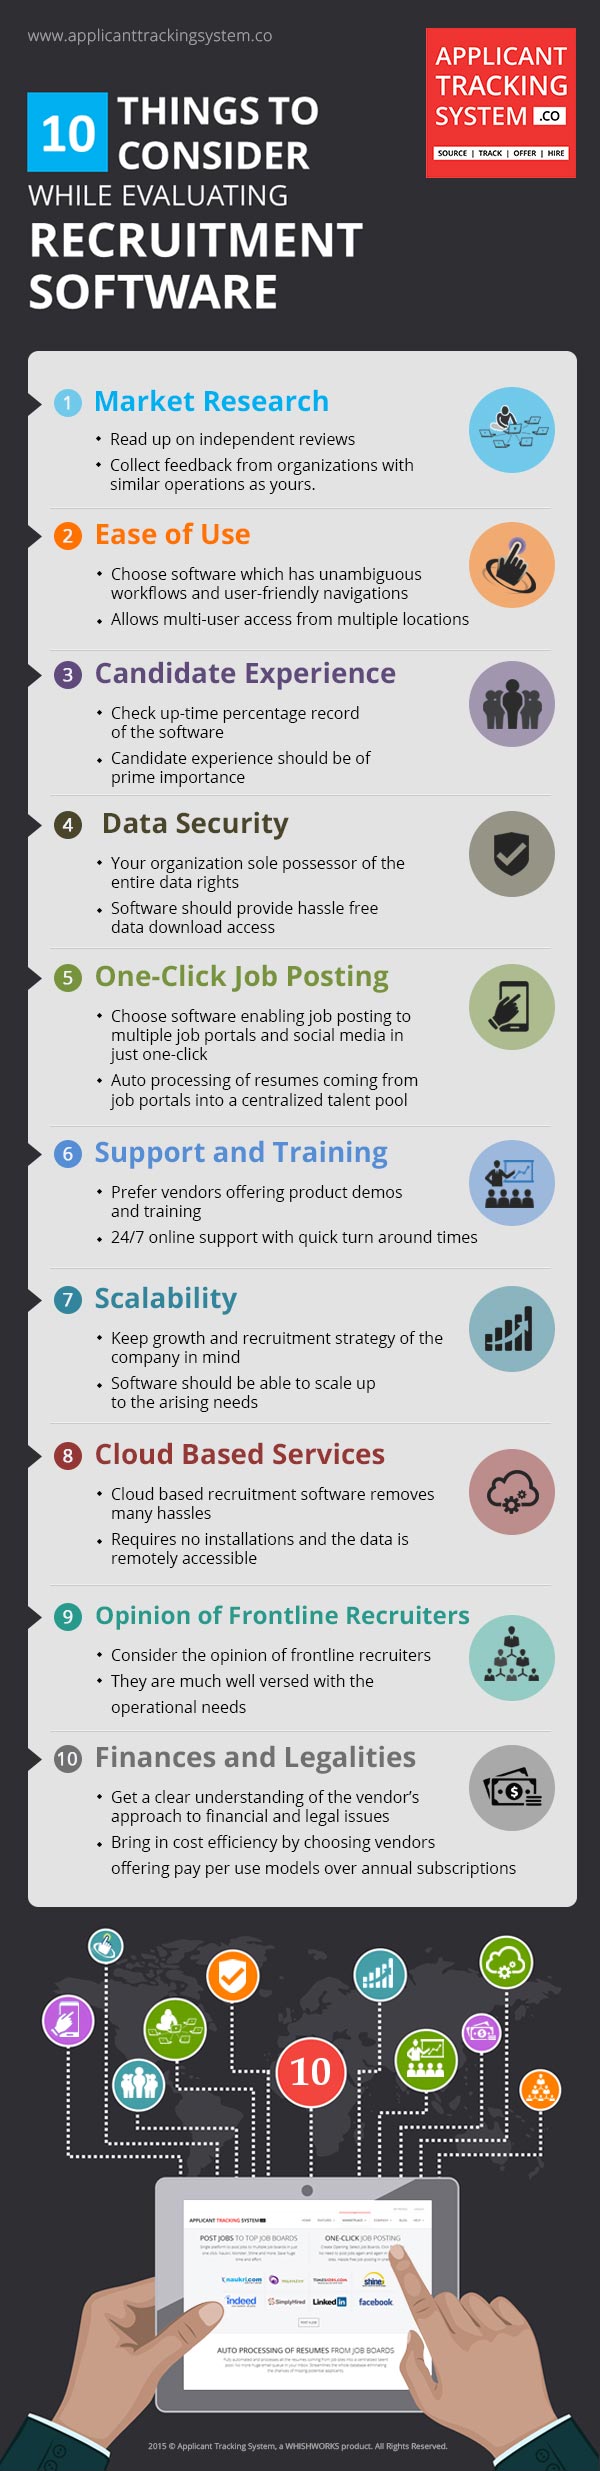 www.applicanttrackingsystem.co
APPLICANT
TRACKING
SYSTEM .CO
SOURCE | TRACK | OFFER | HIRE
10 THINGS TO
CONSIDER
WHILE EVALUATING
RECRUITMENT
SOFTWARE
1 Market Research
• Read up on independent reviews
• Collect feedback from organizations with
similar operations as yours.
2 Ease of Use
• Choose software which has unambiguous
workflows and user-friendly navigations
• Allows multi-user access from multiple locations
3 Candidate Experience
• Check up-time percentage record
of the software
• Candidate experience should be of
prime importance
4 Data Security
• Your organization sole possessor of the
entire data rights
• Software should provide hassle free
data download access
5 One-Click Job Posting
• Choose software enabling job posting to
multiple job portals and social media in
just one-click
• Auto processing of resumes coming from
job portals into a centralized talent pool
6 Support and Training
• Prefer vendors offering product demos
and training
• 24/7 online support with quick turn around times
7 Scalability
• Keep growth and recruitment strategy of the
company in mind
• Software should be able to scale up
to the arising needs
8 Cloud Based Services
• Cloud based recruitment software removes
many hassles
• Requires no installations and the data is
remotely accessible
9 Opinion of Frontline Recruiters
• Consider the opinion of frontline recruiters
• They are much well versed with the
operational needs
10 Finances and Legalities
• Get a clear understanding of the vendor's
approach to financial and legal issues
• Bring in cost efficiency by choosing vendors
offering pay per use models over annual subscriptions
10
APPLICANT TRACKING SYSTEM
POST JOBS TO TOP JOB BOARDS
ONE-CLICK JOB POSTING
naukri.com
TIMESJOBS.COM
shine
indeed
SimplyHired
LinkedIn
facebook
AUTO PROCESSING OF RESUMES FROM JOB BOARDS
2015 © Applicant Tracking System, a WHISHWORKS product. All Rights Reserved.